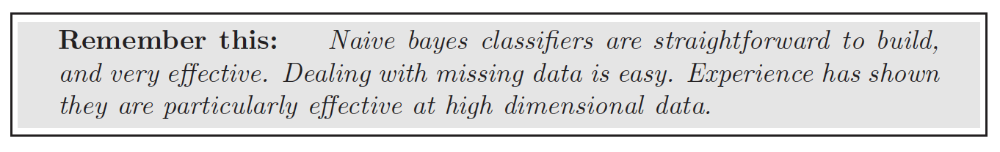 Remember this: Naive bayes classifiers are straightforward to build,
and very effective. Dealing with missing data is easy. Experience has shown
they are particularly effective at high dimensional data.